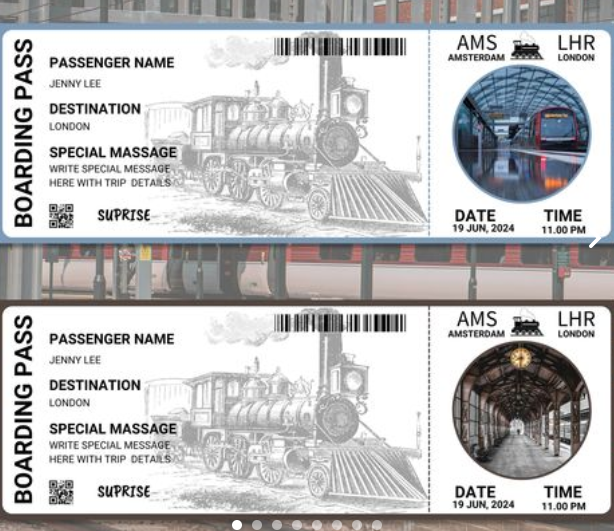 BOARDING PASS
PASSENGER NAME
JENNY LEE
DESTINATION
LONDON
SPECIAL MASSAGE
WRITE SPECIAL MESSAGE
HERE WITH TRIP DETAILS
SUPRISE
AMS LHR
AMSTERDAM LONDON
DATE TIME
19 JUN, 2024 11.00 PM
BOARDING PASS
PASSENGER NAME
JENNY LEE
DESTINATION
LONDON
SPECIAL MASSAGE
WRITE SPECIAL MESSAGE
HERE WITH TRIP DETAILS
SUPRISE
AMS LHR
AMSTERDAM LONDON
DATE TIME
19 JUN, 2024 11.00 PM